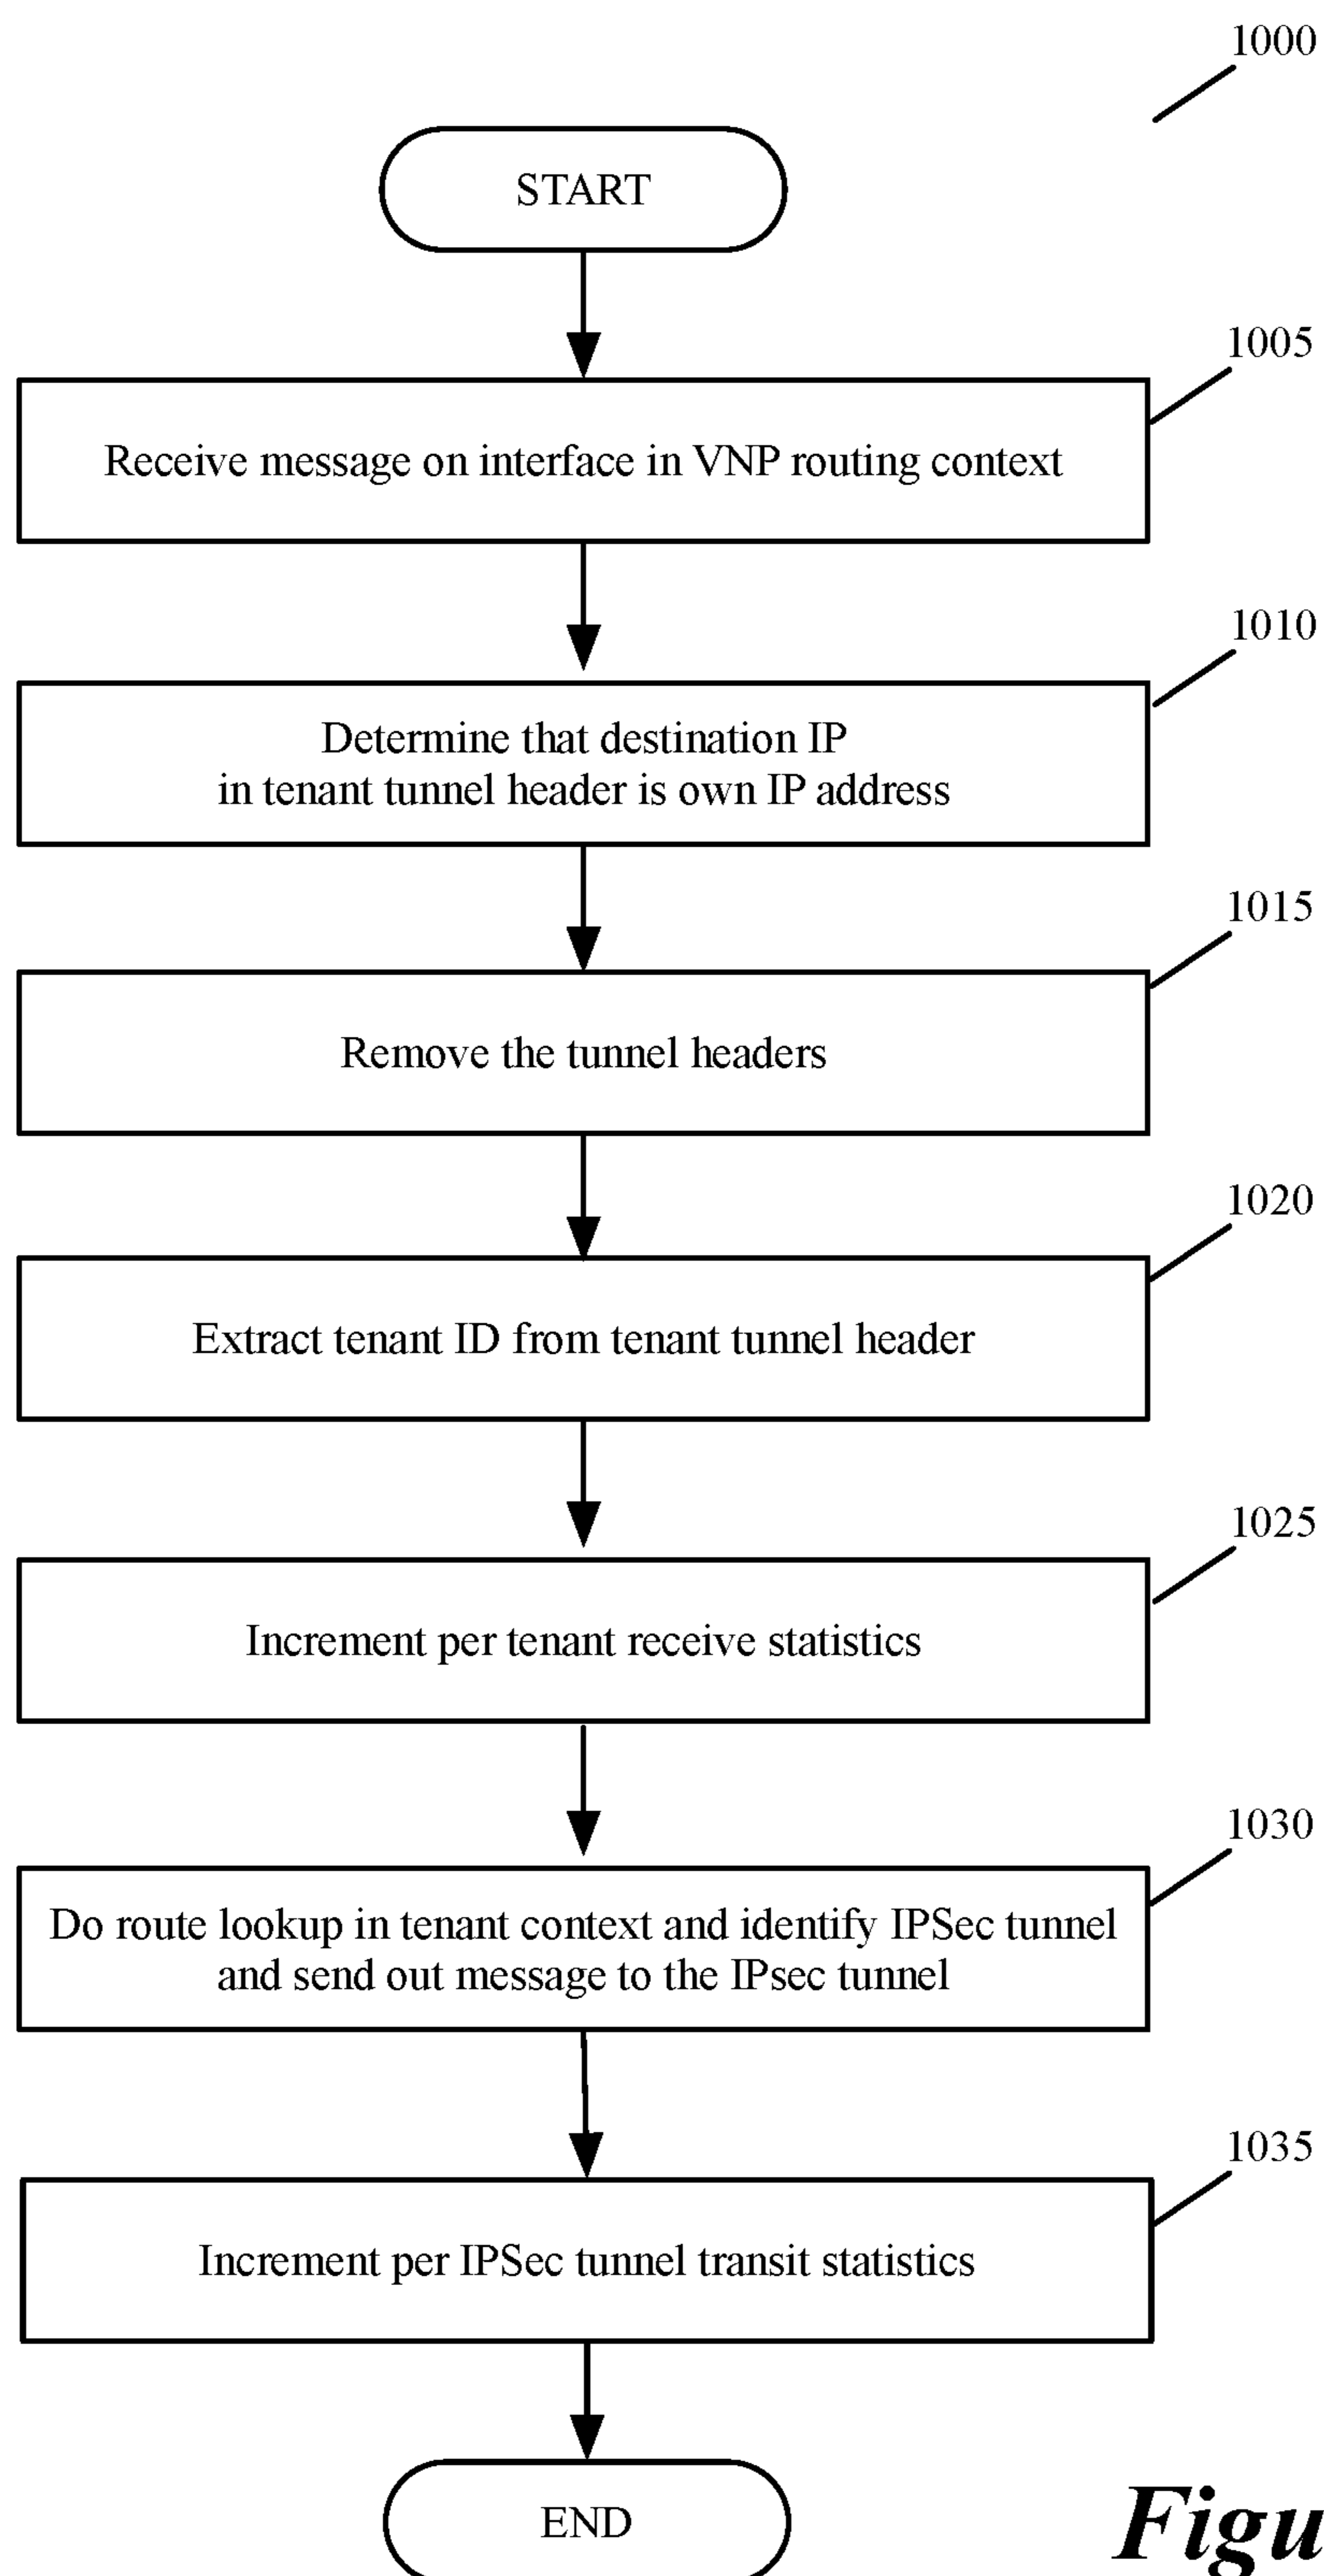 1000
START
1005
Receive message on interface in VNP routing context
1010
Determine that destination IP
in tenant tunnel header is own IP address
1015
Remove the tunnel headers
1020
Extract tenant ID from tenant tunnel header
1025
Increment per tenant receive statistics
1030
Do route lookup in tenant context and identify IPSec tunnel
and send out message to the IPsec tunnel
1035
Increment per IPSec tunnel transit statistics
END
Figu